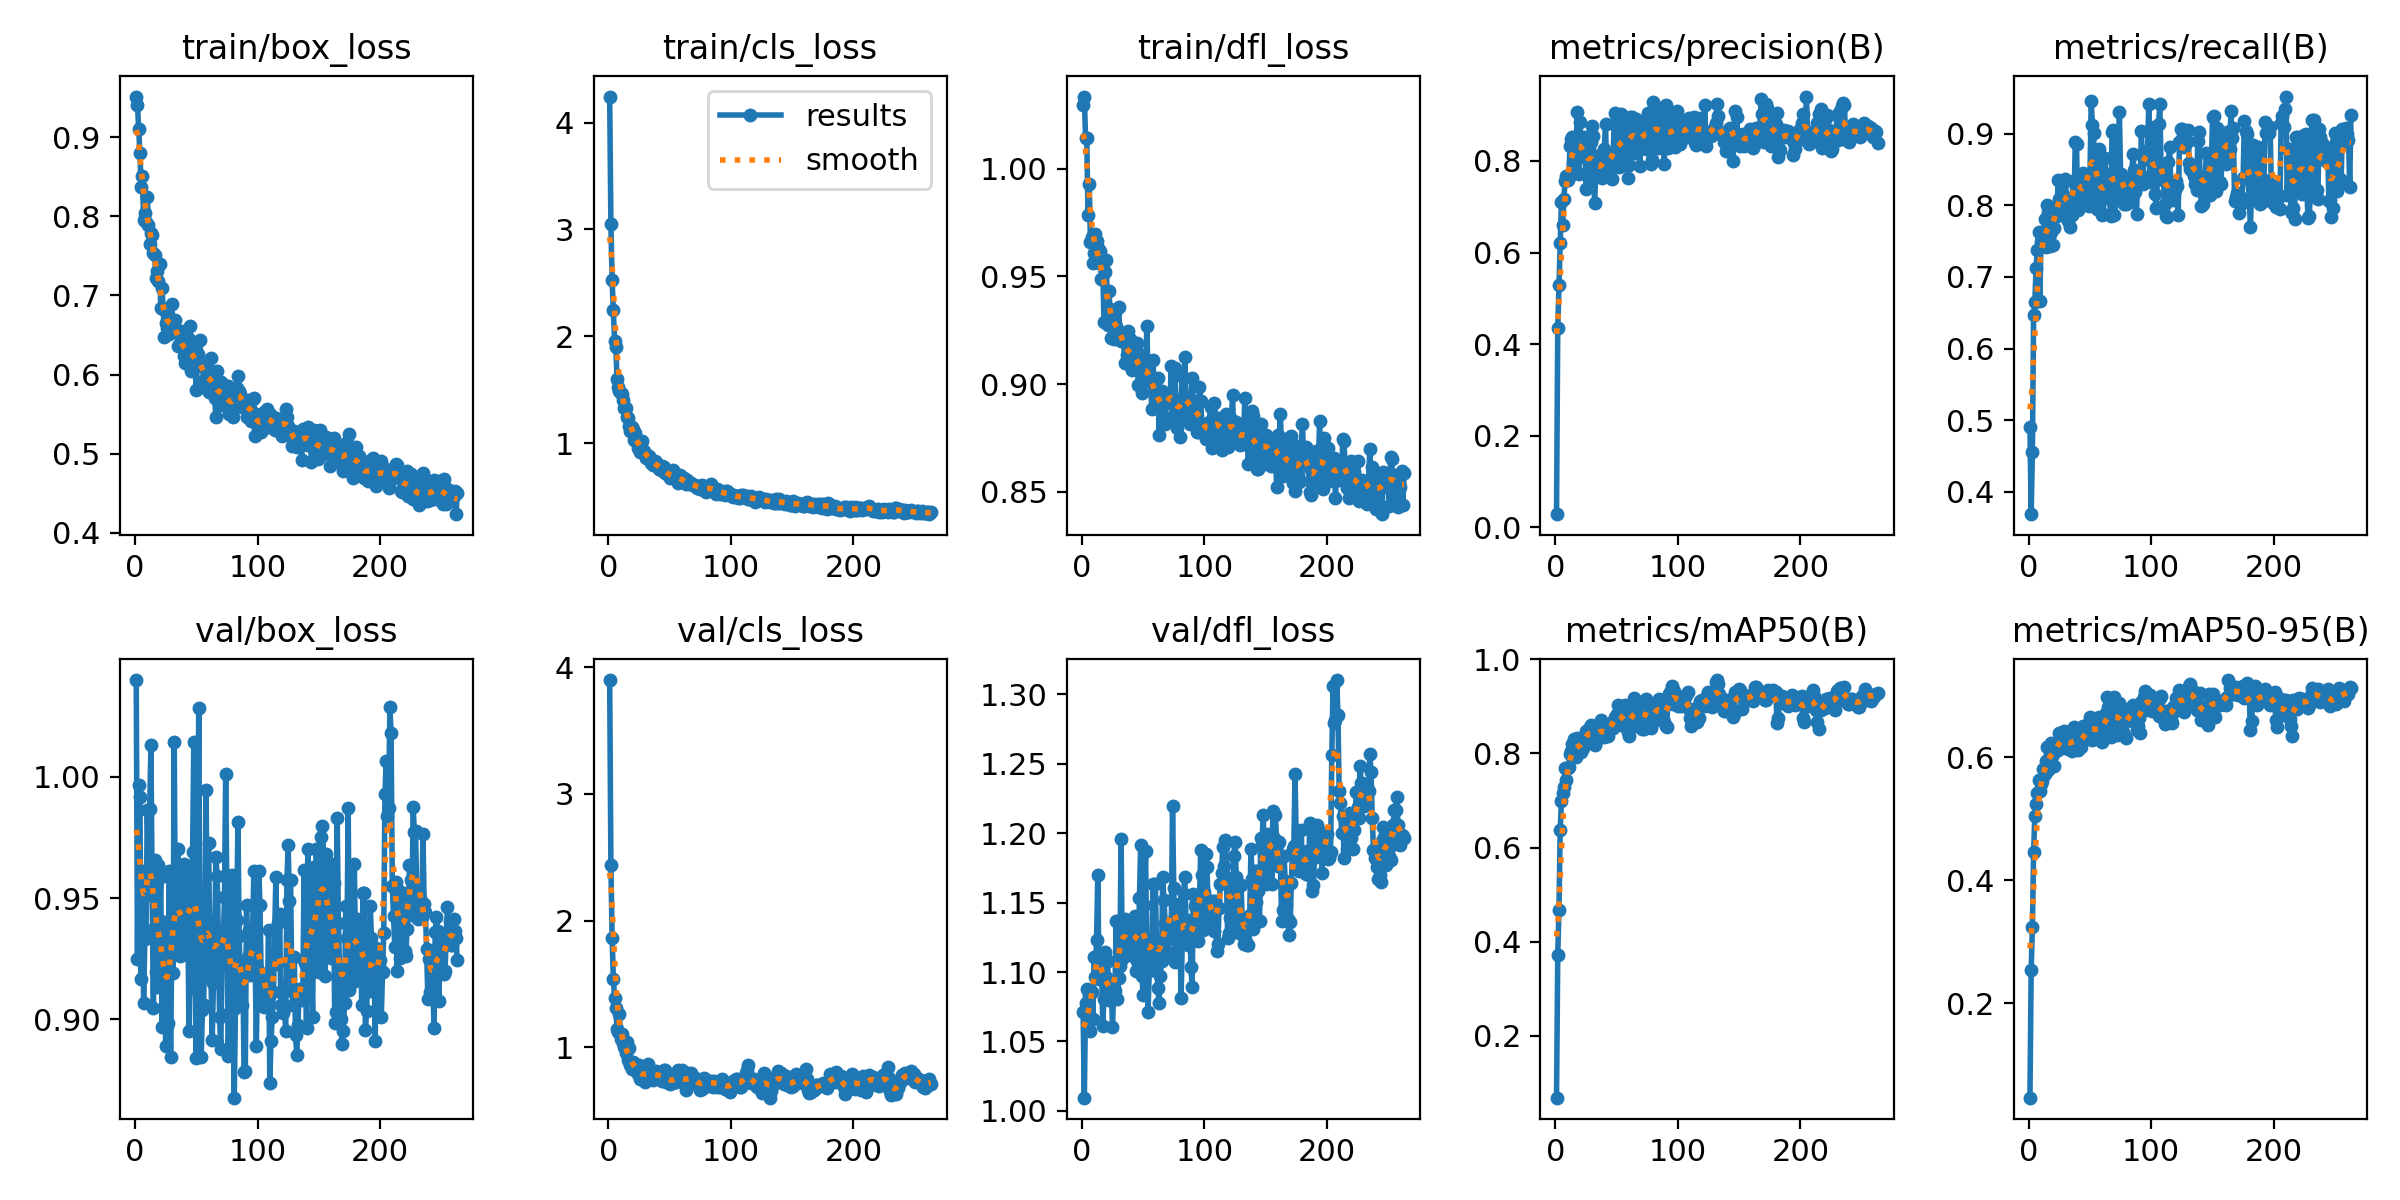 train/box_loss
0.9
0.8
0.7
0.6
0.5
0.4
0 100 200
train/cls_loss
results
smooth
4
3
2
1
0 100 200
train/dfl_loss
1.00
0.95
0.90
0.85
0 100 200
metrics/precision(B)
0.8
0.6
0.4
0.2
0.0
0 100 200
metrics/recall(B)
0.9
0.8
0.7
0.6
0.5
0.4
0 100 200
val/box_loss
1.00
0.95
0.90
0 100 200
val/cls_loss
4
3
2
1
0 100 200
val/dfl_loss
1.30
1.25
1.20
1.15
1.10
1.05
1.00
0 100 200
metrics/mAP50(B)
1.0
0.8
0.6
0.4
0.2
0 100 200
metrics/mAP50-95(B)
0.6
0.4
0.2
0 100 200